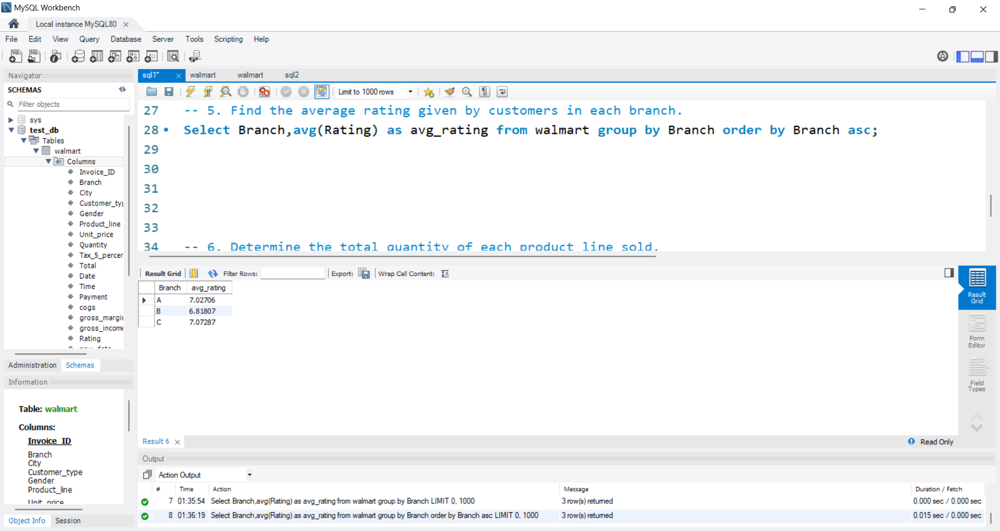 MySQL Workbench
Local instance MySQL80
File Edit View Query Database Server Tools Scripting Help
Navigator
SCHEMAS
Filter objects
sys
test_db
Tables
walmart
Columns
Invoice_ID
Branch
City
Customer_ty
Gender
Product_line
Unit_price
Quantity
Tax_5_percer
Total
Date
Time
Payment
cogs
gross_margi
gross_income
Rating
Administration Schemas
Information
Table: walmart
Columns:
Invoice_ID
Branch
City
Customer_type
Gender
Product_line
Unit_price
Object Info Session
sql1* walmart walmart sql2
Limit to 1000 rows
27 -- 5. Find the average rating given by customers in each branch.
28 Select Branch,avg(Rating) as avg_rating from walmart group by Branch order by Branch asc;
29
30
31
32
33
34 -- 6. Determine the total quantity of each product line sold.
Result Grid Filter Rows: Export: Wrap Cell Content:
Branch avg_rating
A 7.02706
B 6.81807
C 7.07287
Result Grid
Form Editor
Field Types
Result 6 Read Only
Output
Action Output
# Time Action Message Duration / Fetch
7 01:35:54 Select Branch,avg(Rating) as avg_rating from walmart group by Branch LIMIT 0, 1000 3 row(s) returned 0.000 sec / 0.000 sec
8 01:36:19 Select Branch,avg(Rating) as avg_rating from walmart group by Branch order by Branch asc LIMIT 0, 1000 3 row(s) returned 0.015 sec / 0.000 sec